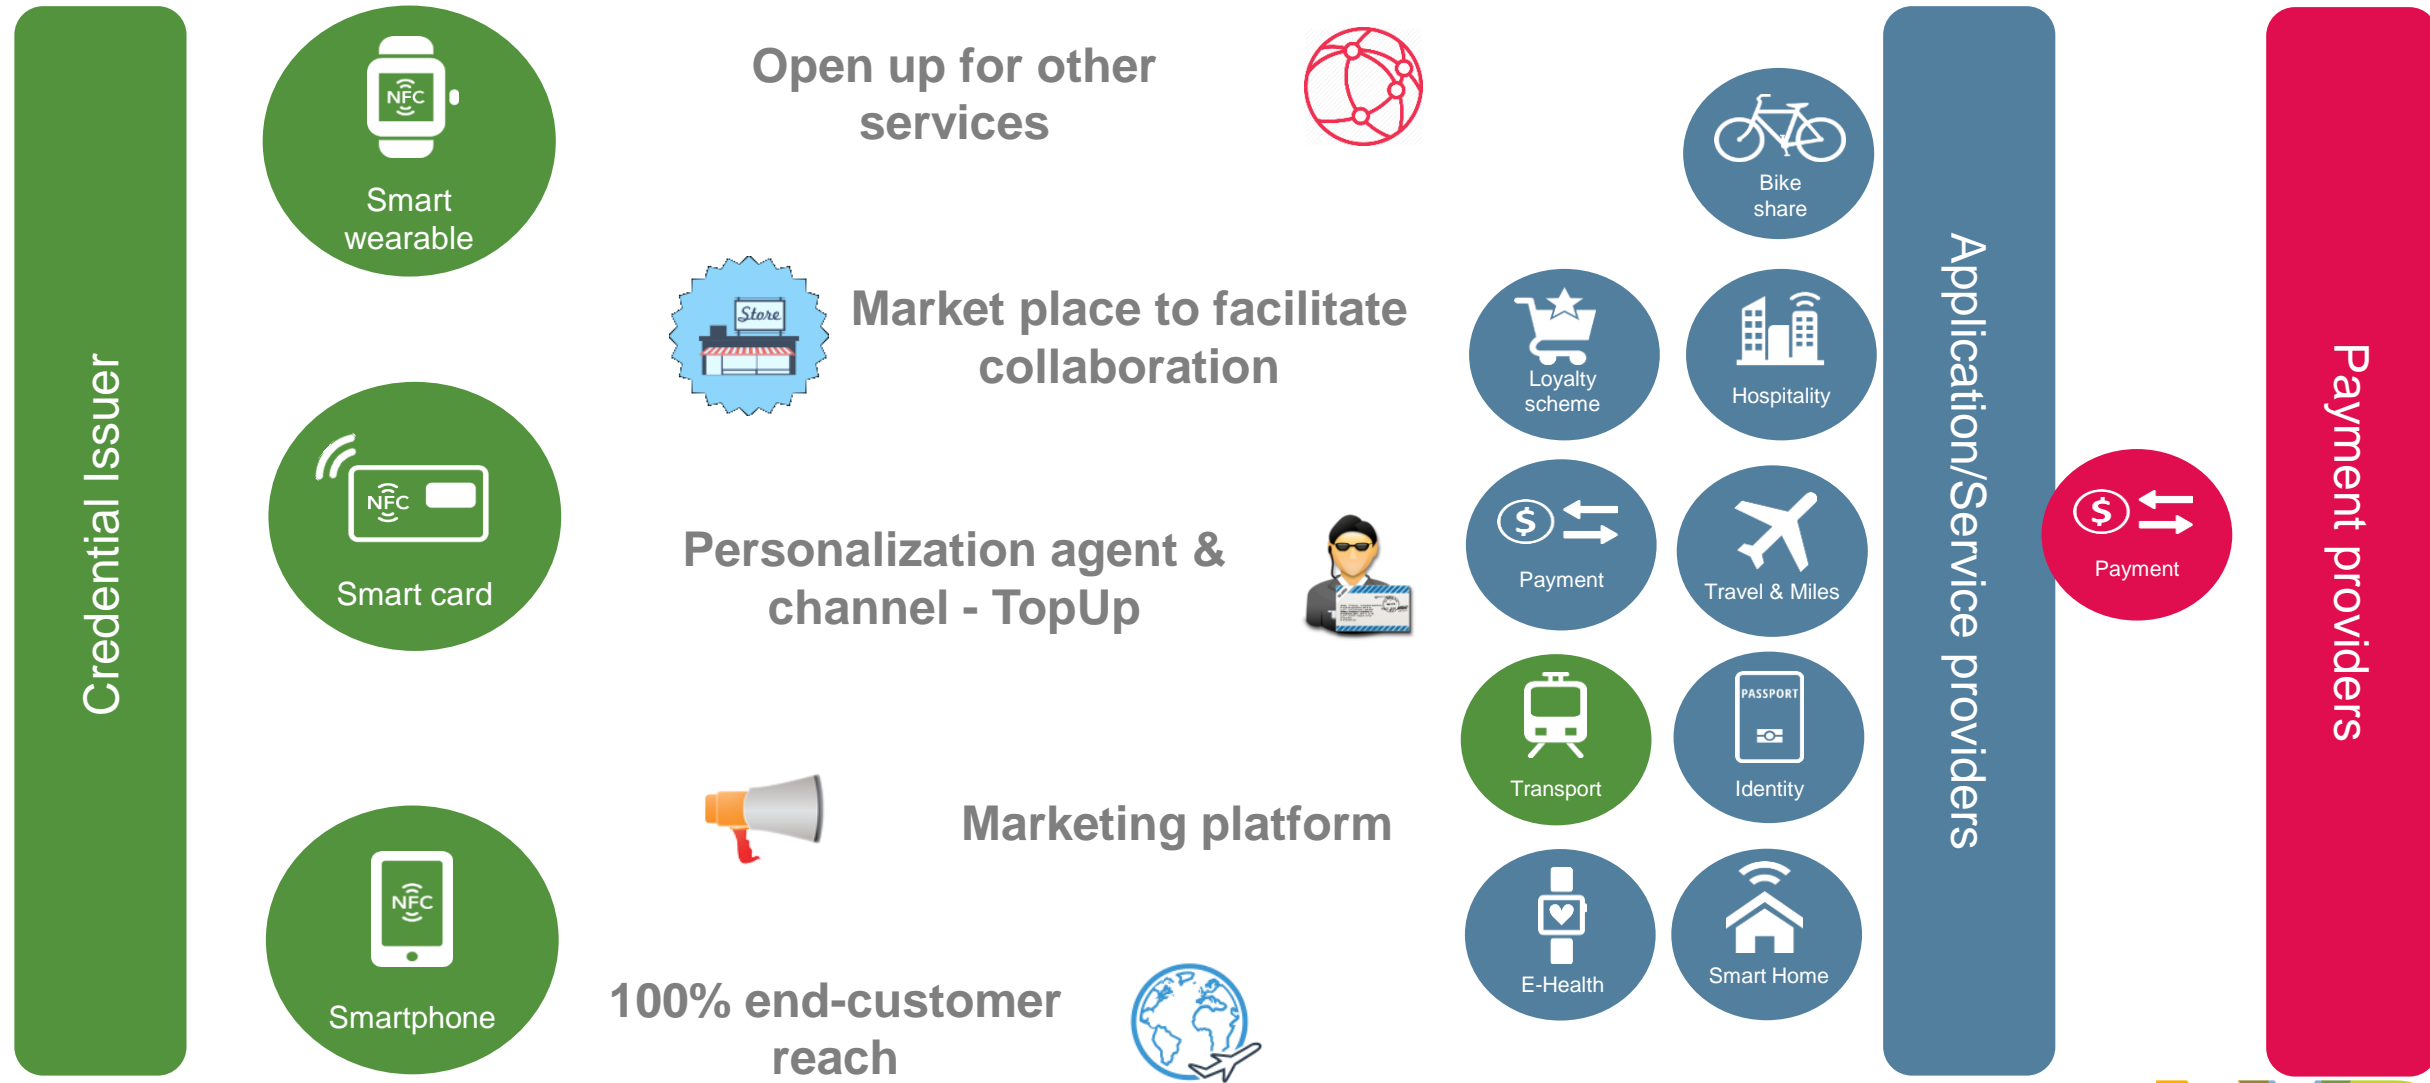 Credential Issuer
NFC
Smart
wearable
NFC
Smart card
NFC
Smartphone
Open up for other
services
Store
Market place to facilitate
collaboration
Personalization agent &
channel - TopUp
Marketing platform
100% end-customer
reach
Bike
share
Loyalty
scheme
Hospitality
$
Payment
Travel & Miles
Transport
PASSPORT
Identity
E-Health
Smart Home
Application/Service providers
$
Payment
Payment providers